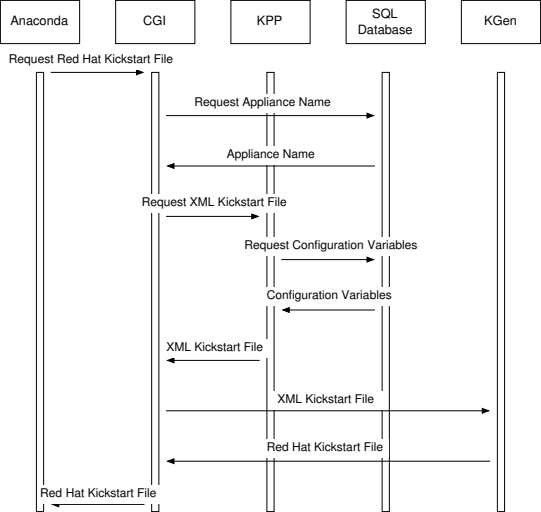 Anaconda
CGI
KPP
SQL
Database
KGen
Request Red Hat Kickstart File
Request Appliance Name
Appliance Name
Request XML Kickstart File
Request Configuration Variables
Configuration Variables
XML Kickstart File
XML Kickstart File
Red Hat Kickstart File
Red Hat Kickstart File